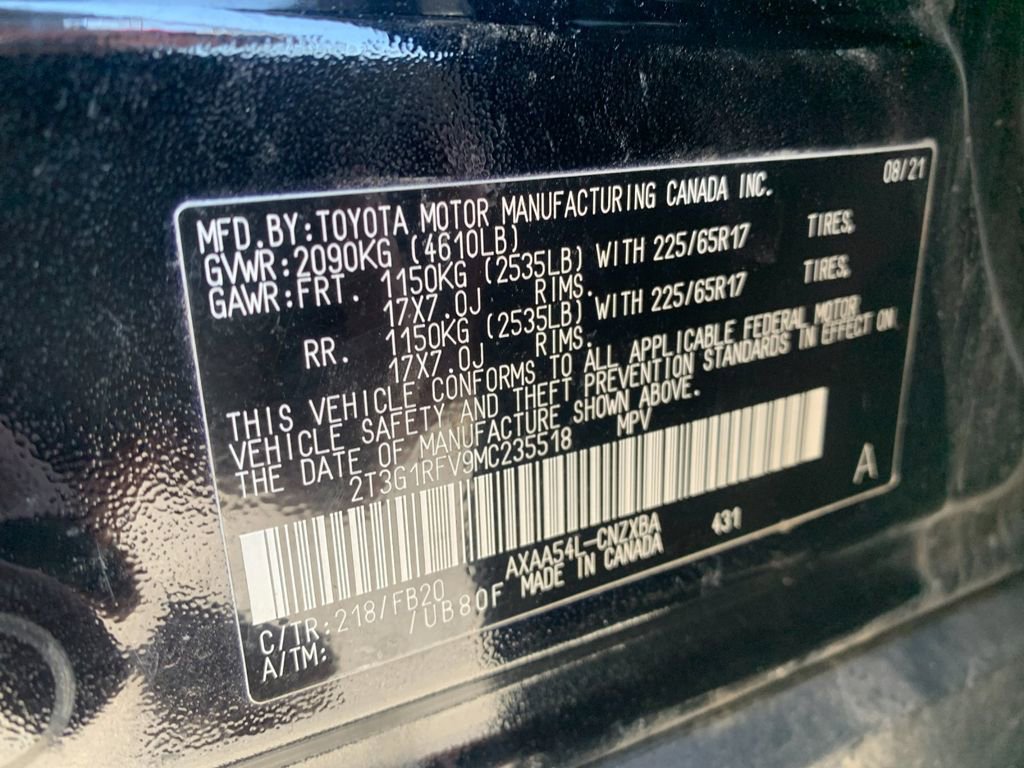 08/21
MFD.BY:TOYOTA MOTOR MANUFACTURING CANADA INC.
GVWR:2090KG (4610LB)
GAWR:FRT. 1150KG (2535LB) WITH 225/65R17 TIRES,
17X7.0J RIMS.
RR. 1150KG (2535LB) WITH 225/65R17 TIRES,
17X7.0J RIMS.
THIS VEHICLE CONFORMS TO ALL APPLICABLE FEDERAL MOTOR
VEHICLE SAFETY AND THEFT PREVENTION STANDARDS IN EFFECT ON
THE DATE OF MANUFACTURE SHOWN ABOVE.
2T3G1RFV9MC235518 MPV
A
AXAA54L-CNZXBA 431
MADE IN CANADA
C/TR:218/FB20
/UB80F
A/TM: